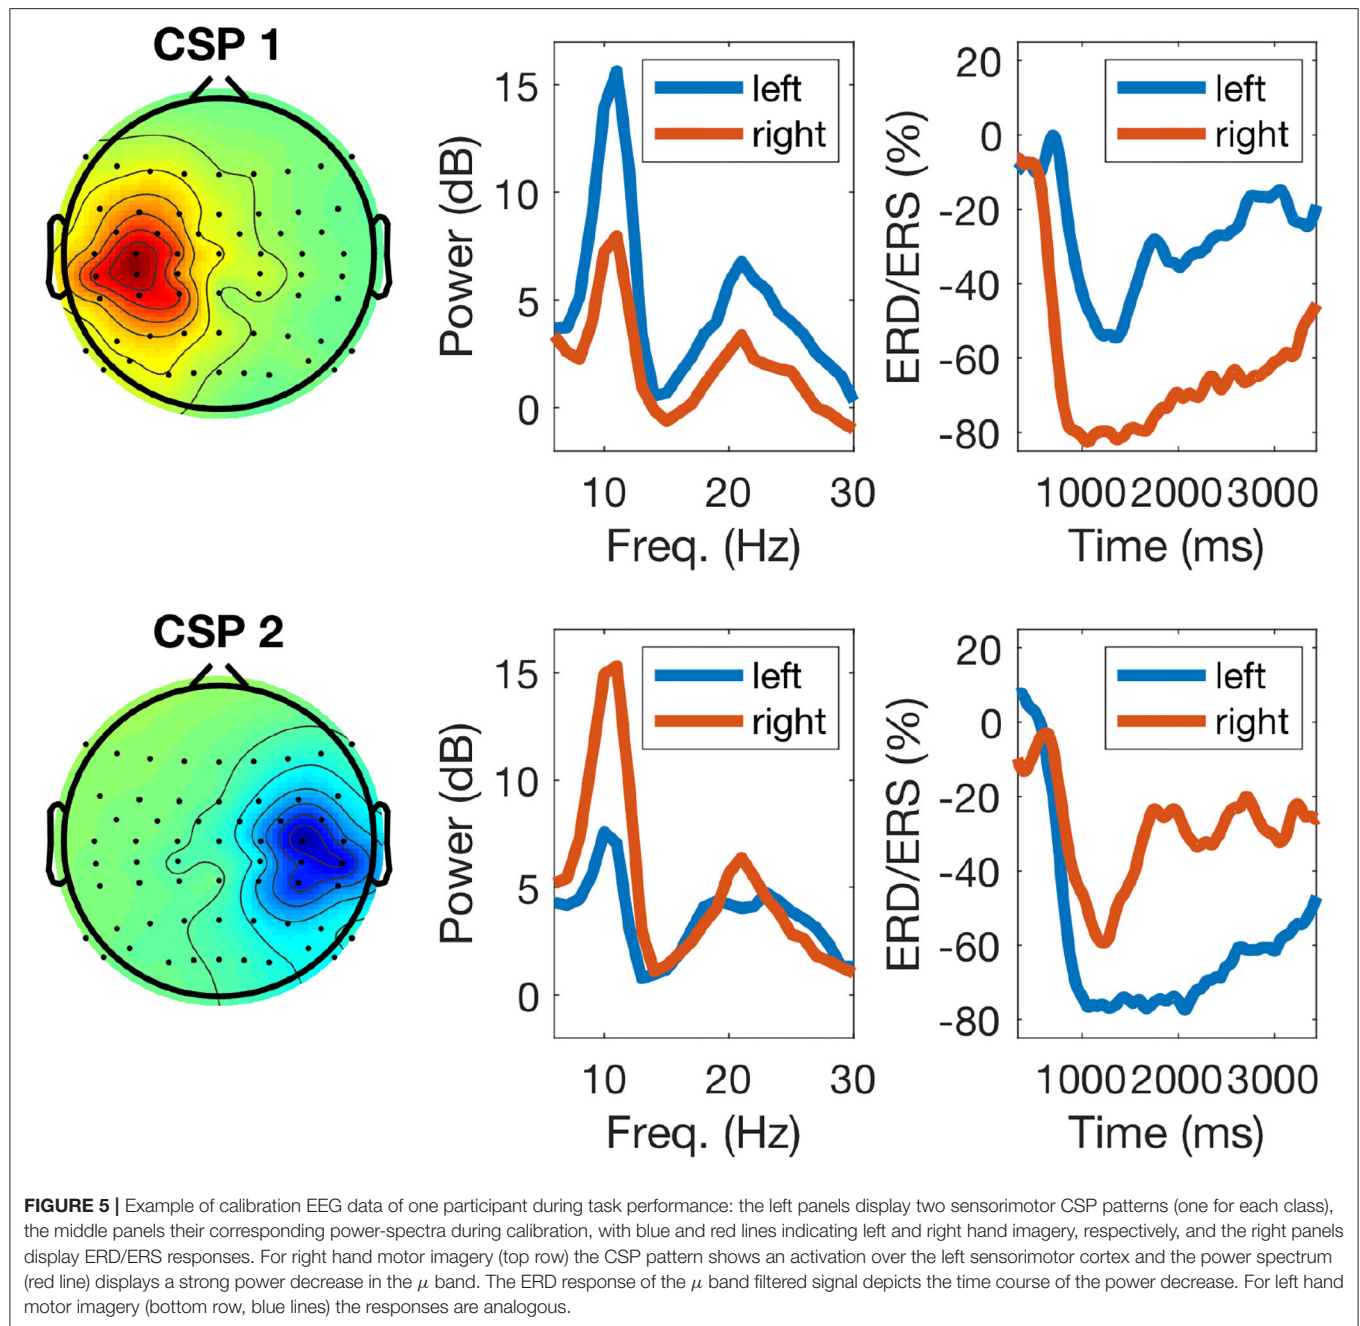 CSP 1
left
right
15
10
5
0
Power (dB)
10
20
30
Freq. (Hz)
left
right
20
0
-20
-40
-60
-80
ERD/ERS (%)
1000
2000
3000
Time (ms)
CSP 2
left
right
15
10
5
0
Power (dB)
10
20
30
Freq. (Hz)
left
right
20
0
-20
-40
-60
-80
ERD/ERS (%)
1000
2000
3000
Time (ms)
FIGURE 5 | Example of calibration EEG data of one participant during task performance: the left panels display two sensorimotor CSP patterns (one for each class),
the middle panels their corresponding power-spectra during calibration, with blue and red lines indicating left and right hand imagery, respectively, and the right panels
display ERD/ERS responses. For right hand motor imagery (top row) the CSP pattern shows an activation over the left sensorimotor cortex and the power spectrum
(red line) displays a strong power decrease in the μ band. The ERD response of the μ band filtered signal depicts the time course of the power decrease. For left hand
motor imagery (bottom row, blue lines) the responses are analogous.